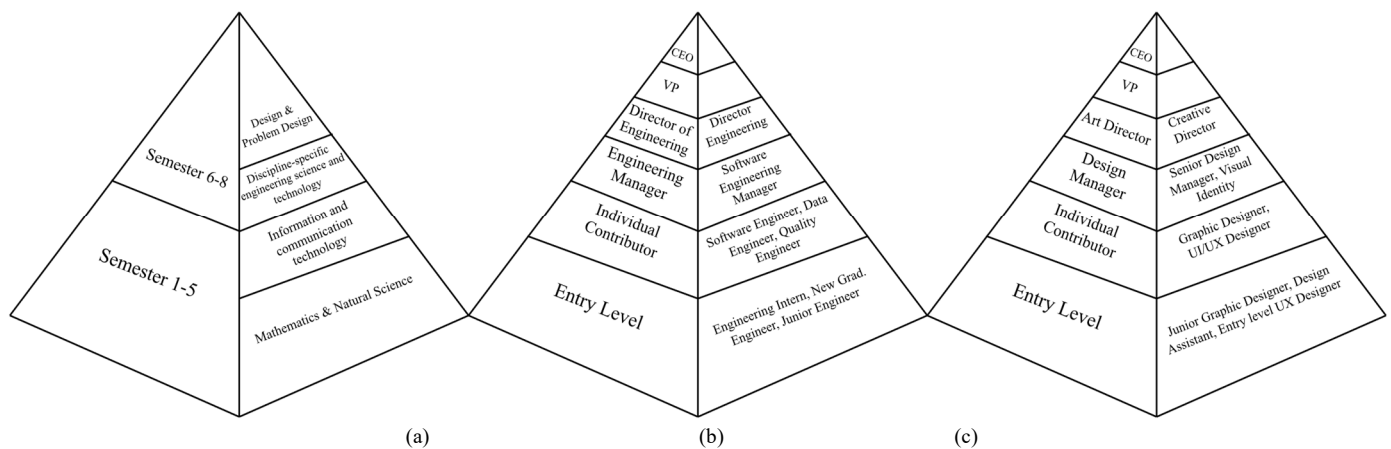 Design &
Problem Design
Semester 6-8
Discipline-specific
engineering science and
technology
Information and
communication
technology
Semester 1-5
Mathematics & Natural Science
CEO
VP
Director of
Engineering
Director
Engineering
Engineering
Manager
Software
Engineering
Manager
Individual
Contributor
Software Engineer, Data
Engineer, Quality
Engineer
Entry Level
Engineering Intern, New Grad.
Engineer, Junior Engineer
CEO
VP
Art Director
Creative
Director
Design
Manager
Senior Design
Manager, Visual
Identity
Individual
Contributor
Graphic Designer,
UI/UX Designer
Entry Level
Junior Graphic Designer, Design
Assistant, Entry level UX Designer
(a)
(b)
(c)